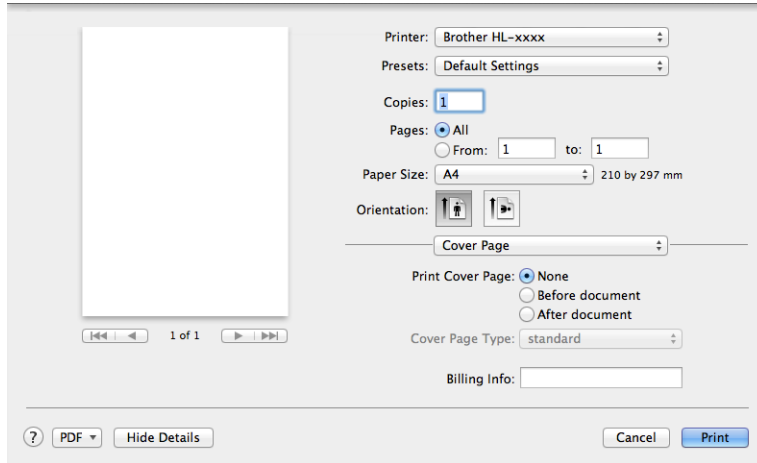 Printer: Brother HL-xxxx
Presets: Default Settings
Copies: 1
Pages: All
From: 1 to: 1
Paper Size: A4 210 by 297 mm
Orientation:
Cover Page
Print Cover Page: None
Before document
After document
Cover Page Type: standard
Billing Info:
1 of 1
? PDF Hide Details Cancel Print